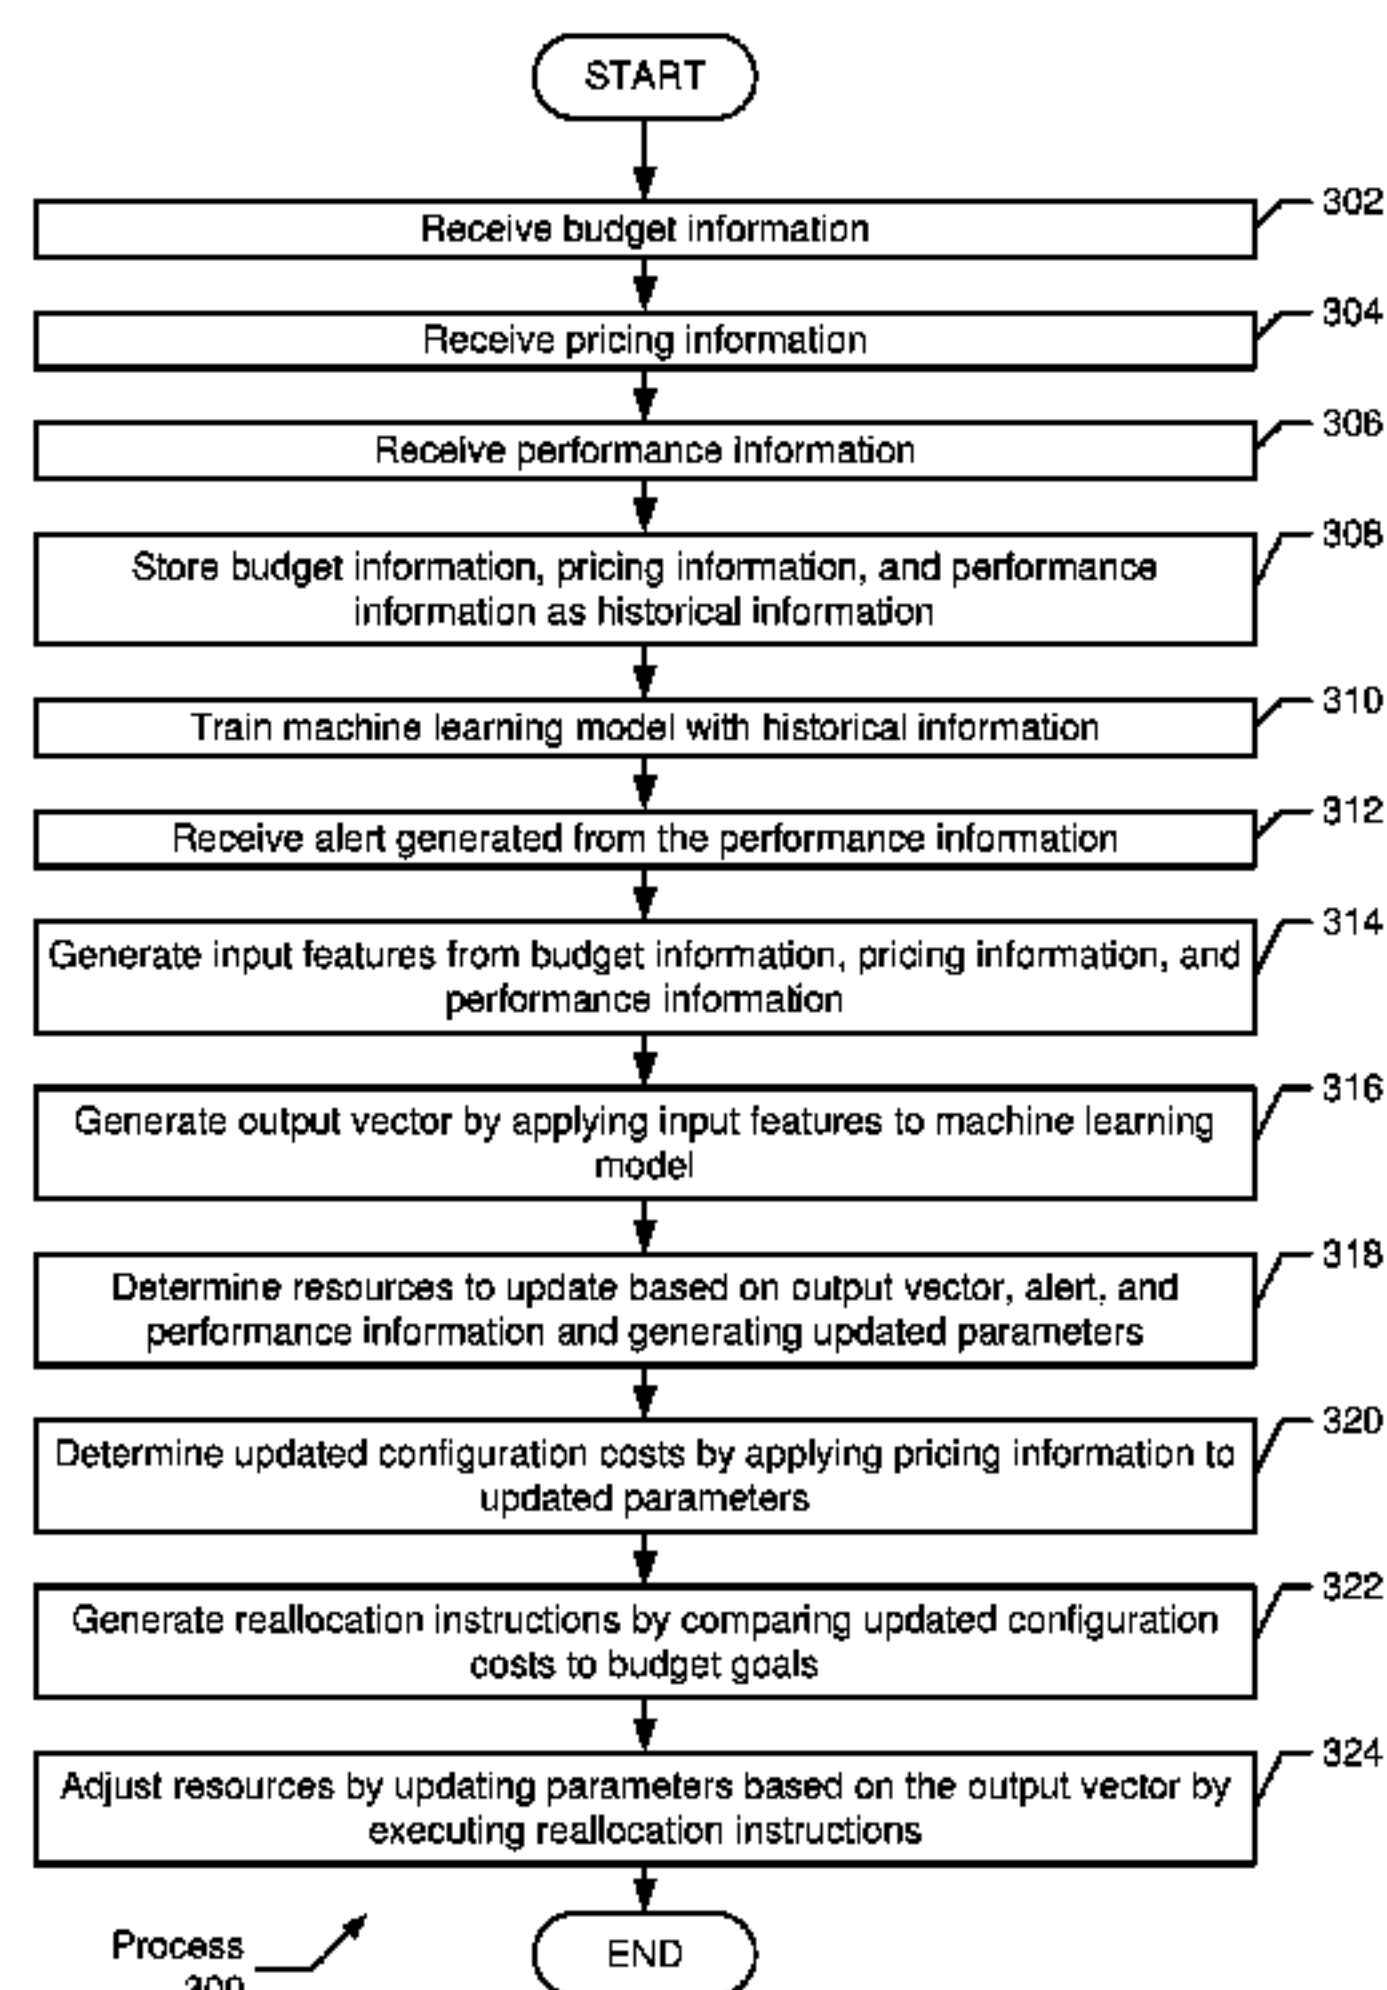 START
302
Receive budget information
304
Receive pricing information
306
Receive performance information
308
Store budget information, pricing information, and performance
information as historical information
310
Train machine learning model with historical information
312
Receive alert generated from the performance information
314
Generate input features from budget information, pricing information, and
performance information
316
Generate output vector by applying input features to machine learning
model
318
Determine resources to update based on output vector, alert, and
performance information and generating updated parameters
320
Determine updated configuration costs by applying pricing information to
updated parameters
322
Generate reallocation instructions by comparing updated configuration
costs to budget goals
324
Adjust resources by updating parameters based on the output vector by
executing reallocation instructions
END
Process